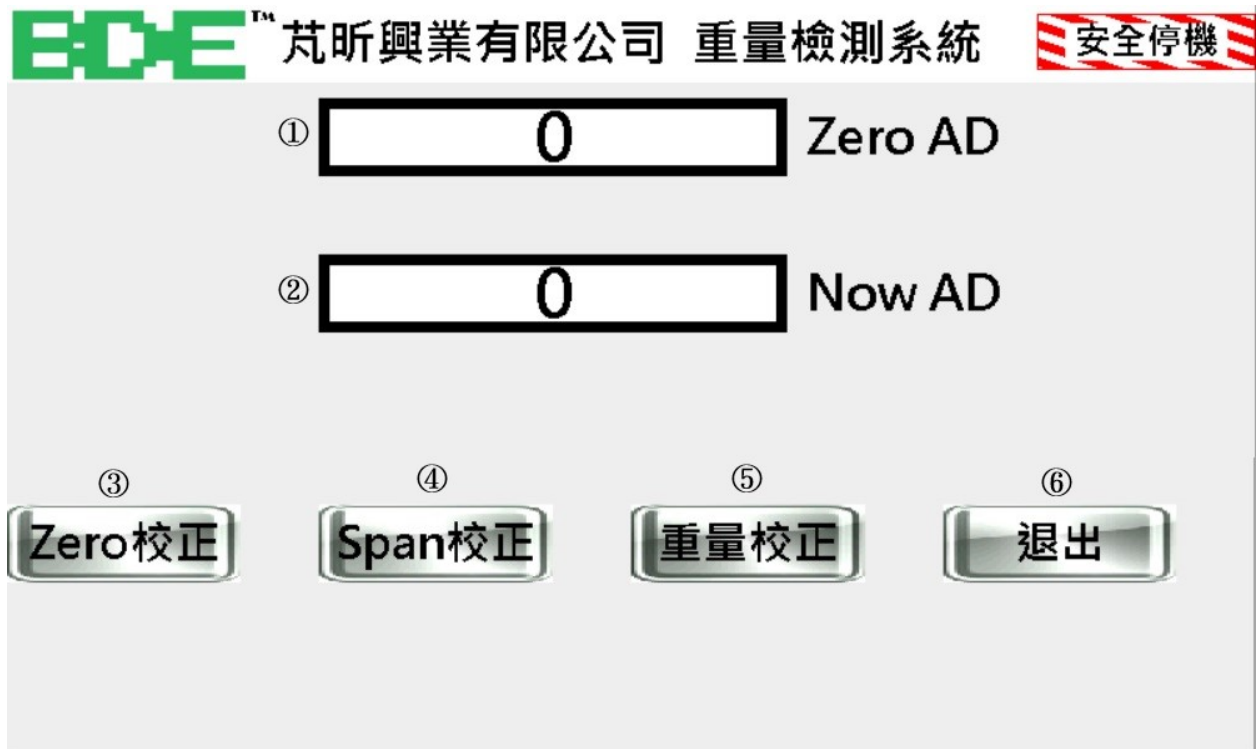 BDE™ 芃昕興業有限公司 重量檢測系統 安全停機
① 0 Zero AD
② 0 Now AD
③ ④ ⑤ ⑥
Zero校正 Span校正 重量校正 退出